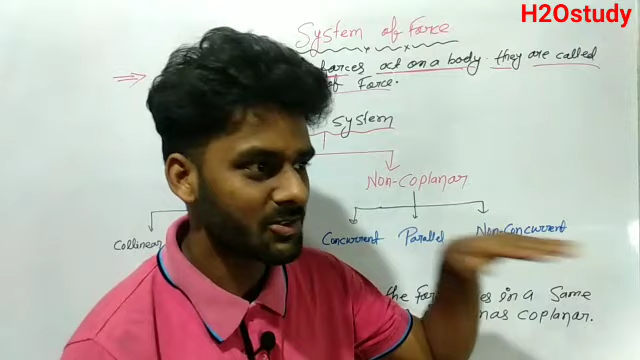 H2Ostudy
System of Force
forces act on a body they are called
of Force.
System
Non-coplanar
Collinear Concurrent Parallel Non-Concurrent
the in a Same
coplanar.